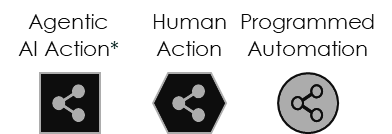 Agentic
AI Action*
Human
Action
Programmed
Automation